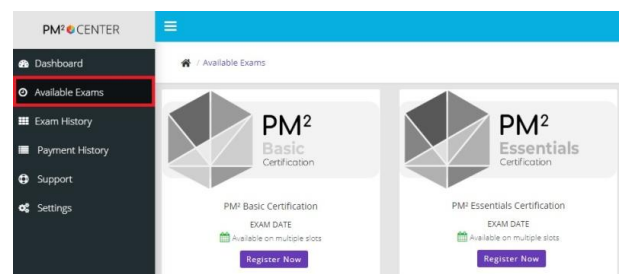 PM² CENTER
Dashboard
Available Exams
Exam History
Payment History
Support
Settings
/ Available Exams
PM²
Basic
Certification
PM² Basic Certification
EXAM DATE
Available on multiple slots
Register Now
PM²
Essentials
Certification
PM² Essentials Certification
EXAM DATE
Available on multiple slots
Register Now